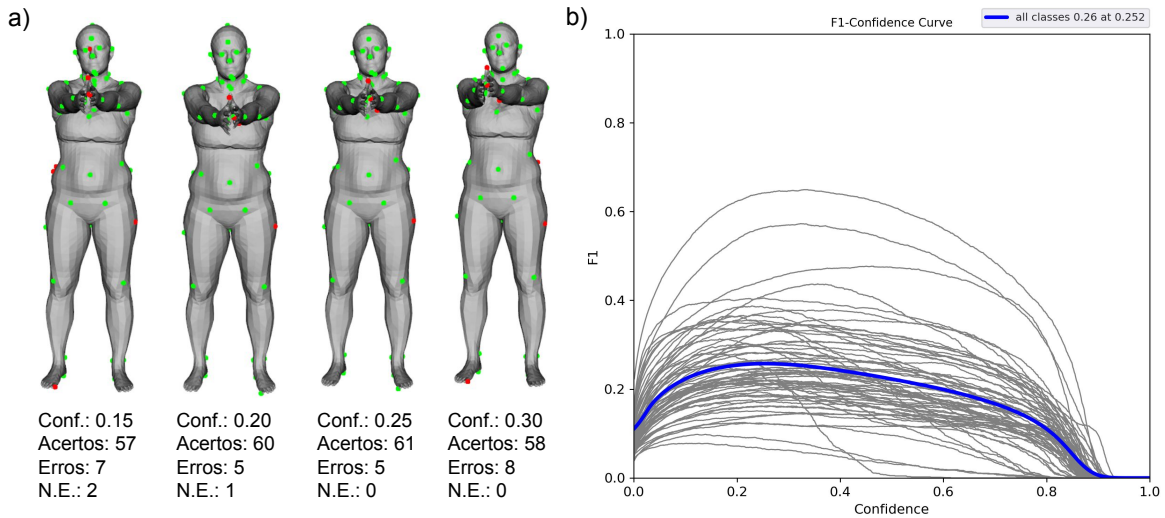 a)
Conf.: 0.15
Acertos: 57
Erros: 7
N.E.: 2
Conf.: 0.20
Acertos: 60
Erros: 5
N.E.: 1
Conf.: 0.25
Acertos: 61
Erros: 5
N.E.: 0
Conf.: 0.30
Acertos: 58
Erros: 8
N.E.: 0
b)
F1-Confidence Curve
all classes 0.26 at 0.252
1.0
0.8
0.6
0.4
0.2
0.0
F1
0.0 0.2 0.4 0.6 0.8 1.0
Confidence